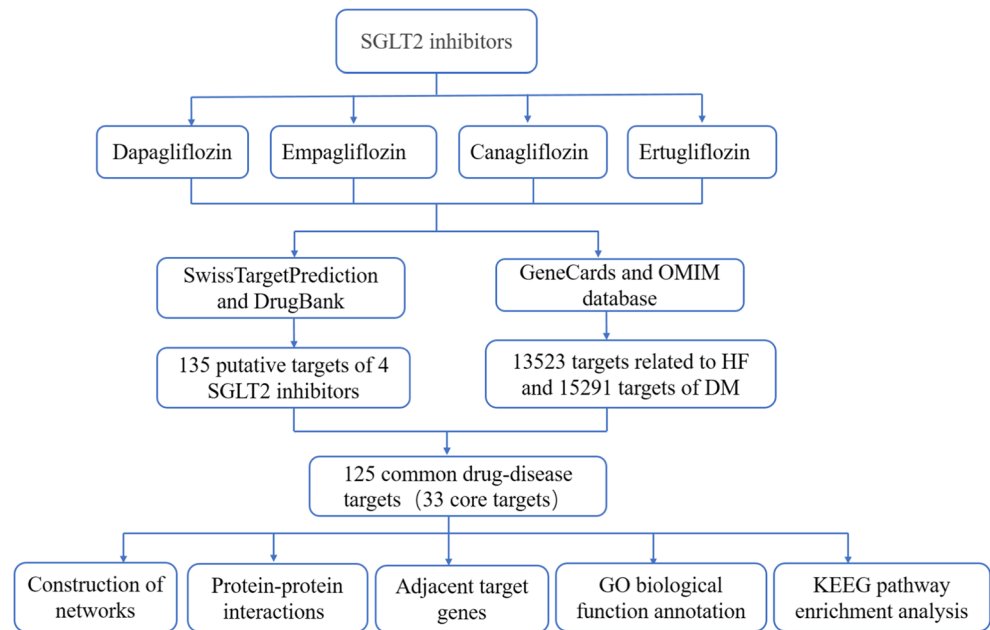 SGLT2 inhibitors
Dapagliflozin
Empagliflozin
Canagliflozin
Ertugliflozin
SwissTargetPrediction
and DrugBank
GeneCards and OMIM
database
135 putative targets of 4
SGLT2 inhibitors
13523 targets related to HF
and 15291 targets of DM
125 common drug-disease
targets（33 core targets）
Construction of
networks
Protein-protein
interactions
Adjacent target
genes
GO biological
function annotation
KEEG pathway
enrichment analysis